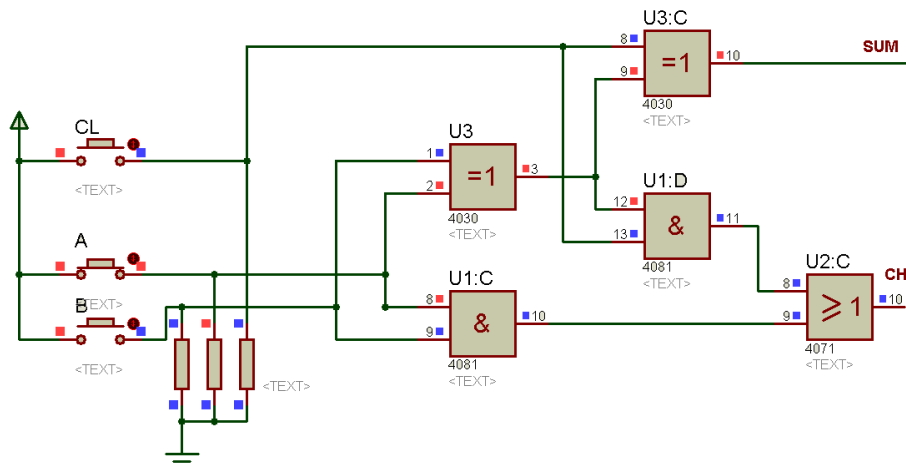 U3:C
8
=1
10
SUM
9
4030
<TEXT>
CL
<TEXT>
U3
1
=1
3
2
4030
<TEXT>
U1:D
12
&
11
13
4081
<TEXT>
A
<TEXT>
B
<TEXT>
U1:C
8
&
10
9
4081
<TEXT>
U2:C
8
≥1
10
CH
9
4071
<TEXT>
<TEXT>